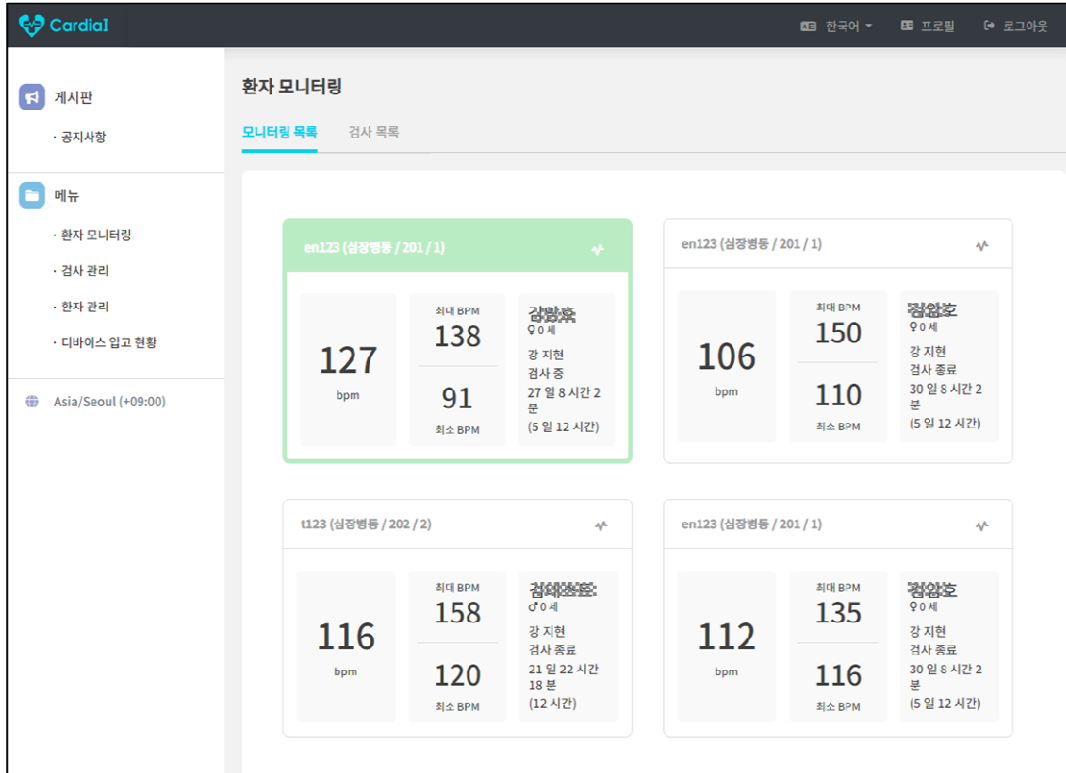 CardiaI
한국어
프로필
로그아웃
게시판
· 공지사항
메뉴
· 환자 모니터링
· 검사 관리
· 환자 관리
· 디바이스 입고 현황
Asia/Seoul (+09:00)
환자 모니터링
모니터링 목록
검사 목록
en123 (심장병동 / 201 / 1)
127
bpm
최대 BPM
138
91
최소 BPM
♀ 0 세
강 지현
검사 중
27 일 8 시간 2
분
(5 일 12 시간)
en123 (심장병동 / 201 / 1)
106
bpm
최대 BPM
150
110
최소 BPM
♀ 0 세
강 지현
검사 종료
30 일 8 시간 2
분
(5 일 12 시간)
t123 (심장병동 / 202 / 2)
116
bpm
최대 BPM
158
120
최소 BPM
♂ 0 세
강 지현
검사 종료
21 일 22 시간
18 분
(12 시간)
en123 (심장병동 / 201 / 1)
112
bpm
최대 BPM
135
116
최소 BPM
♀ 0 세
강 지현
검사 종료
30 일 8 시간 2
분
(5 일 12 시간)